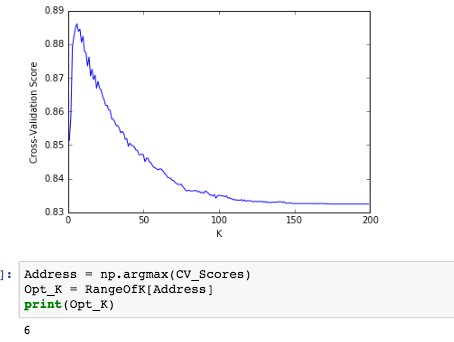 0.89
0.88
0.87
0.86
0.85
0.84
0.83
Cross-Validation Score
0 50 100 150 200
K
]: Address = np.argmax(CV_Scores)
Opt_K = RangeOfK[Address]
print(Opt_K)
6